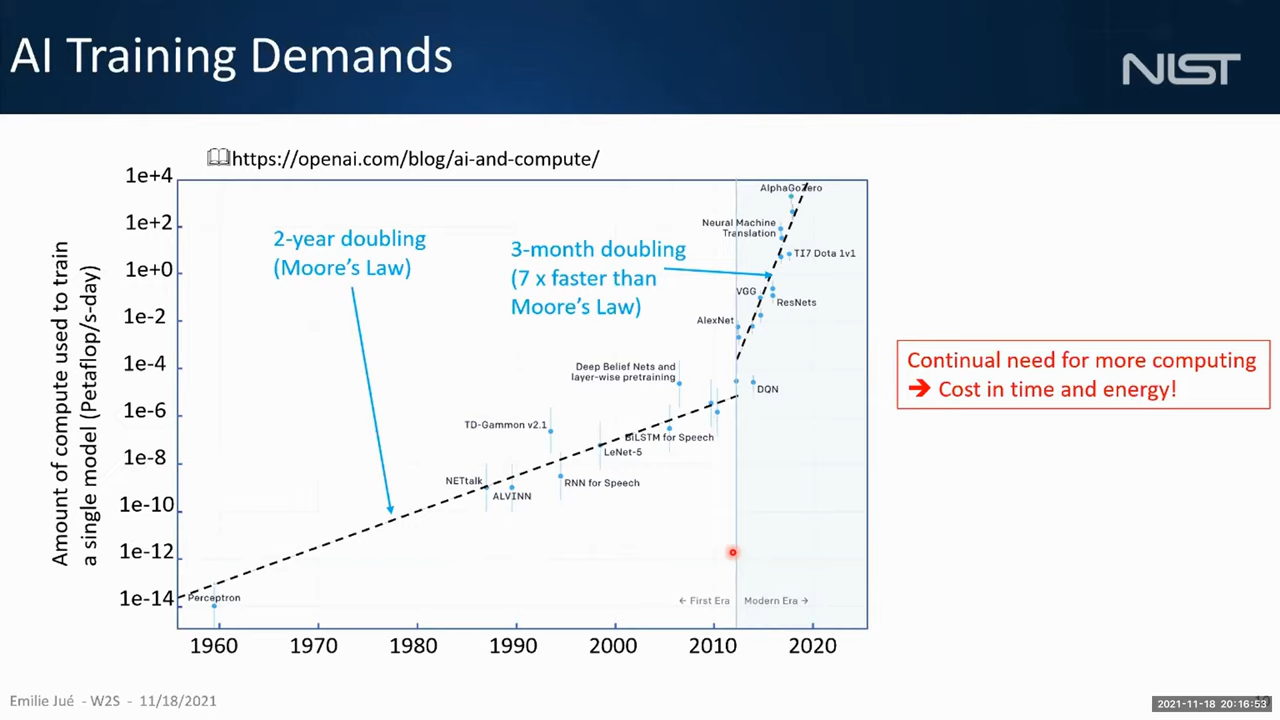 AI Training Demands
NIST
https://openai.com/blog/ai-and-compute/
Amount of compute used to train
a single model (Petaflop/s-day)
1e+4
1e+2
1e+0
1e-2
1e-4
1e-6
1e-8
1e-10
1e-12
1e-14
2-year doubling
(Moore's Law)
3-month doubling
(7 x faster than
Moore's Law)
AlphaGoZero
Neural Machine
Translation
TI7 Dota 1v1
VGG
ResNets
AlexNet
Deep Belief Nets and
layer-wise pretraining
DQN
TD-Gammon v2.1
BiLSTM for Speech
LeNet-5
NETtalk
RNN for Speech
ALVINN
Perceptron
← First Era
Modern Era →
1960
1970
1980
1990
2000
2010
2020
Continual need for more computing
➔ Cost in time and energy!
Emilie Jué - W2S - 11/18/2021
2021-11-18 20:16:53